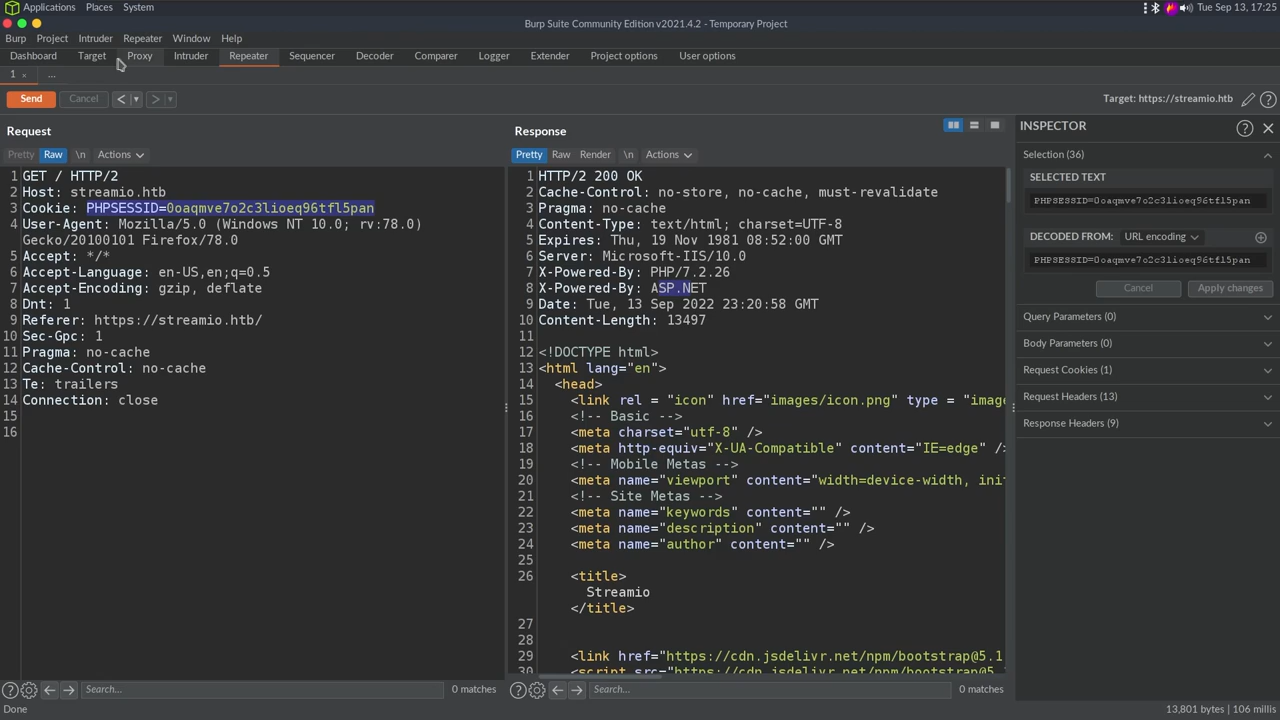 Applications Places System Tue Sep 13, 17:25
Burp Suite Community Edition v2021.4.2 - Temporary Project
Burp Project Intruder Repeater Window Help
Dashboard Target Proxy Intruder Repeater Sequencer Decoder Comparer Logger Extender Project options User options
1 × ...
Send Cancel < > Target: https://streamio.htb
Request
Pretty Raw \n Actions
1 GET / HTTP/2
2 Host: streamio.htb
3 Cookie: PHPSESSID=0oaqmve7o2c3lioeq96tfl5pan
4 User-Agent: Mozilla/5.0 (Windows NT 10.0; rv:78.0)
Gecko/20100101 Firefox/78.0
5 Accept: */*
6 Accept-Language: en-US,en;q=0.5
7 Accept-Encoding: gzip, deflate
8 Dnt: 1
9 Referer: https://streamio.htb/
10 Sec-Gpc: 1
11 Pragma: no-cache
12 Cache-Control: no-cache
13 Te: trailers
14 Connection: close
15
16
Search... 0 matches
Response
Pretty Raw Render \n Actions
1 HTTP/2 200 OK
2 Cache-Control: no-store, no-cache, must-revalidate
3 Pragma: no-cache
4 Content-Type: text/html; charset=UTF-8
5 Expires: Thu, 19 Nov 1981 08:52:00 GMT
6 Server: Microsoft-IIS/10.0
7 X-Powered-By: PHP/7.2.26
8 X-Powered-By: ASP.NET
9 Date: Tue, 13 Sep 2022 23:20:58 GMT
10 Content-Length: 13497
11
12 <!DOCTYPE html>
13 <html lang="en">
14 <head>
15 <link rel = "icon" href="images/icon.png" type = "image
16 <!-- Basic -->
17 <meta charset="utf-8" />
18 <meta http-equiv="X-UA-Compatible" content="IE=edge" />
19 <!-- Mobile Metas -->
20 <meta name="viewport" content="width=device-width, init
21 <!-- Site Metas -->
22 <meta name="keywords" content="" />
23 <meta name="description" content="" />
24 <meta name="author" content="" />
25
26 <title>
Streamio
</title>
27
28
29 <link href="https://cdn.jsdelivr.net/npm/bootstrap@5.1
30 <script src="https://cdn.jsdelivr.net/npm/bootstrap@5.
Search... 0 matches
INSPECTOR
Selection (36)
SELECTED TEXT
PHPSESSID=0oaqmve7o2c3lioeq96tfl5pan
DECODED FROM: URL encoding
PHPSESSID=0oaqmve7o2c3lioeq96tfl5pan
Cancel Apply changes
Query Parameters (0)
Body Parameters (0)
Request Cookies (1)
Request Headers (13)
Response Headers (9)
Done 13,801 bytes | 106 millis